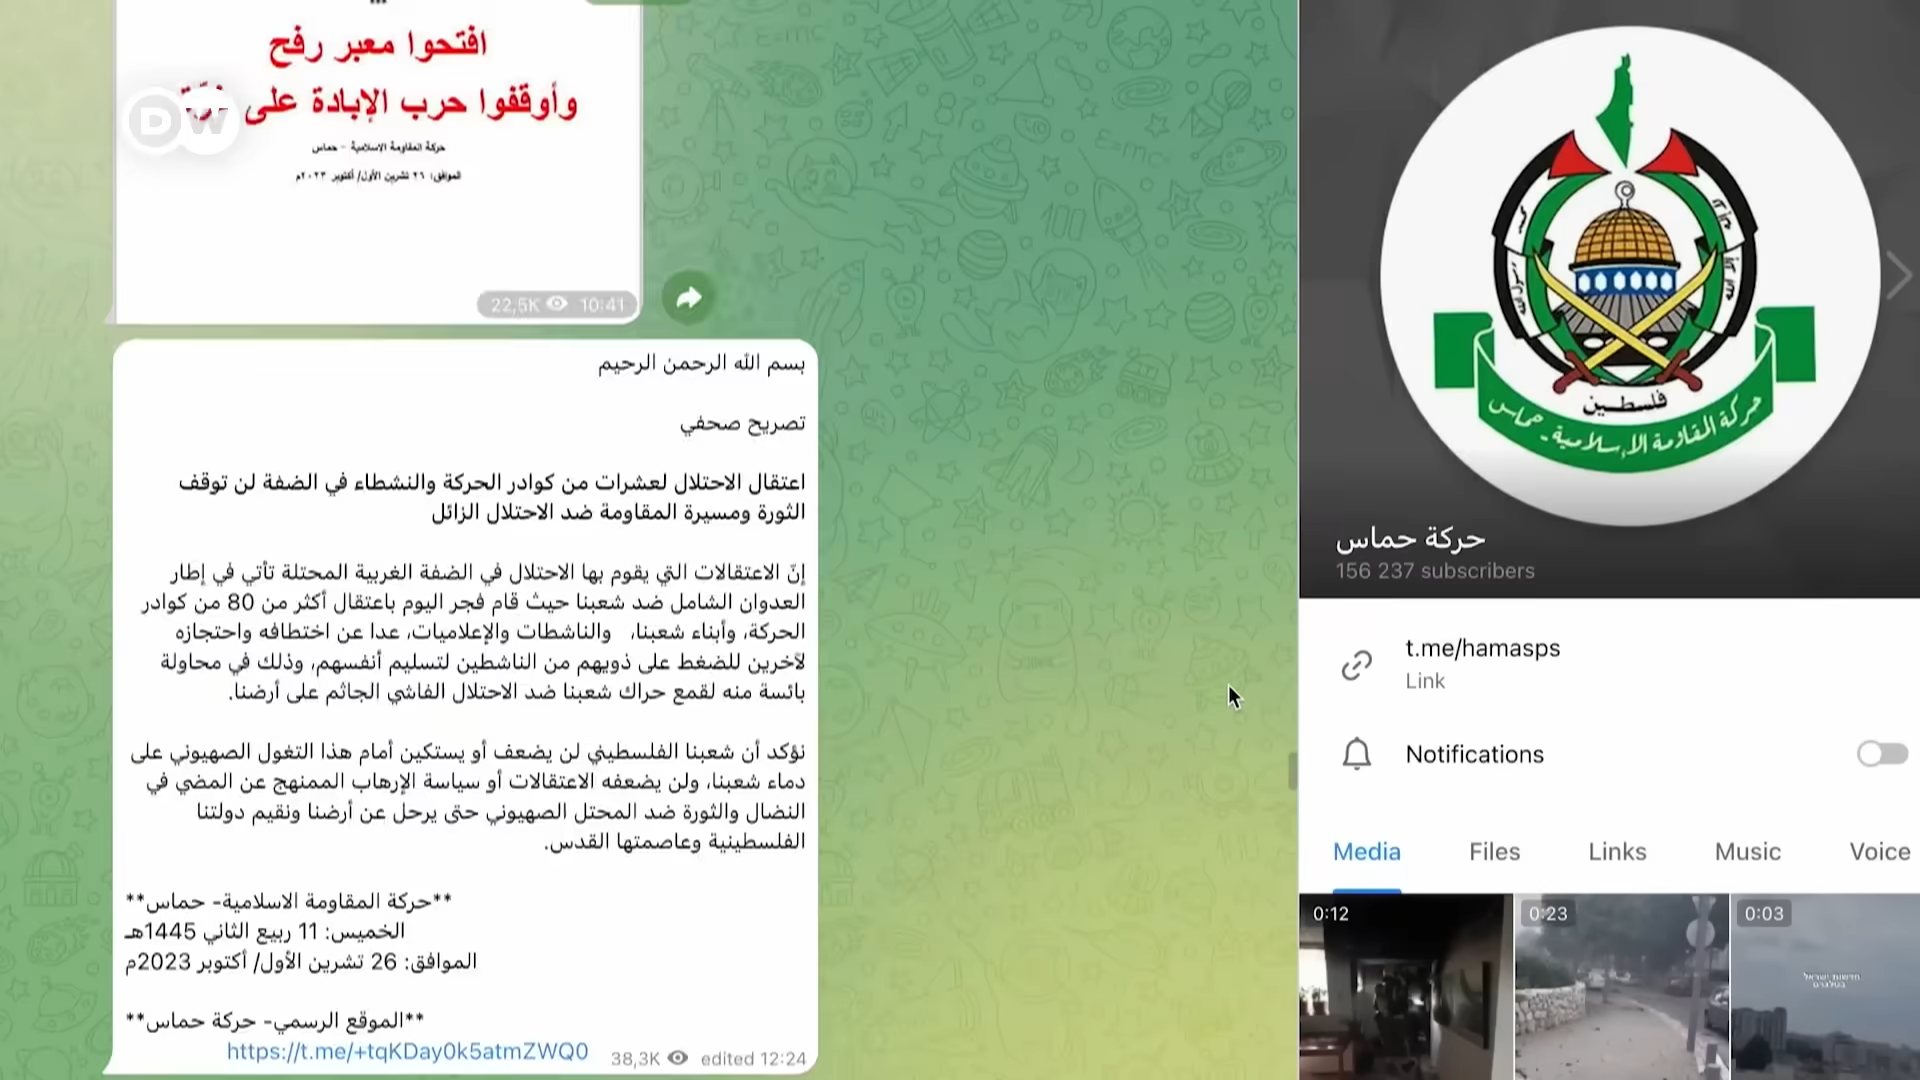 افتحوا معبر رفح
وأوقفوا حرب الإبادة على
حركة المقاومة الإسلامية - حماس
الموافق: ٢٦ تشرين الأول/ أكتوبر ٢٠٢٣م
DW
22,5K 10:41
بسم الله الرحمن الرحيم
تصريح صحفي
اعتقال الاحتلال لعشرات من كوادر الحركة والنشطاء في الضفة لن توقف
الثورة ومسيرة المقاومة ضد الاحتلال الزائل
إنّ الاعتقالات التي يقوم بها الاحتلال في الضفة الغربية المحتلة تأتي في إطار
العدوان الشامل ضد شعبنا حيث قام فجر اليوم باعتقال أكثر من 80 من كوادر
الحركة، وأبناء شعبنا، والناشطات والإعلاميات، عدا عن اختطافه واحتجازه
لآخرين للضغط على ذويهم من الناشطين لتسليم أنفسهم، وذلك في محاولة
بائسة منه لقمع حراك شعبنا ضد الاحتلال الفاشي الجاثم على أرضنا.
نؤكد أن شعبنا الفلسطيني لن يضعف أو يستكين أمام هذا التغول الصهيوني على
دماء شعبنا، ولن يضعفه الاعتقالات أو سياسة الإرهاب الممنهج عن المضي في
النضال والثورة ضد المحتل الصهيوني حتى يرحل عن أرضنا ونقيم دولتنا
الفلسطينية وعاصمتها القدس.
**حركة المقاومة الاسلامية- حماس**
الخميس: 11 ربيع الثاني 1445هـ
الموافق: 26 تشرين الأول/ أكتوبر 2023م
**الموقع الرسمي- حركة حماس**
https://t.me/+tqKDay0k5atmZWQ0
38,3K edited 12:24
فلسطين
حركة المقاومة الإسلامية - حماس
حركة حماس
156 237 subscribers
t.me/hamasps
Link
Notifications
Media Files Links Music Voice
0:12 0:23 0:03
חדשות ישראל
בטלגרם